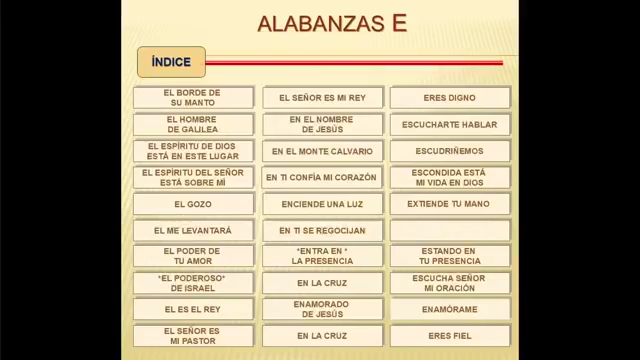 ALABANZAS E
ÍNDICE
EL BORDE DE
SU MANTO
EL SEÑOR ES MI REY
ERES DIGNO
EL HOMBRE
DE GALILEA
EN EL NOMBRE
DE JESÚS
ESCUCHARTE HABLAR
EL ESPÍRITU DE DIOS
ESTÁ EN ESTE LUGAR
EN EL MONTE CALVARIO
ESCUDRIÑEMOS
EL ESPÍRITU DEL SEÑOR
ESTÁ SOBRE MÍ
EN TI CONFÍA MI CORAZÓN
ESCONDIDA ESTÁ
MI VIDA EN DIOS
EL GOZO
ENCIENDE UNA LUZ
EXTIENDE TU MANO
EL ME LEVANTARÁ
EN TI SE REGOCIJAN
EL PODER DE
TU AMOR
*ENTRA EN *
LA PRESENCIA
ESTANDO EN
TU PRESENCIA
*EL PODEROSO*
DE ISRAEL
EN LA CRUZ
ESCUCHA SEÑOR
MI ORACIÓN
EL ES EL REY
ENAMORADO
DE JESÚS
ENAMÓRAME
EL SEÑOR ES
MI PASTOR
EN LA CRUZ
ERES FIEL